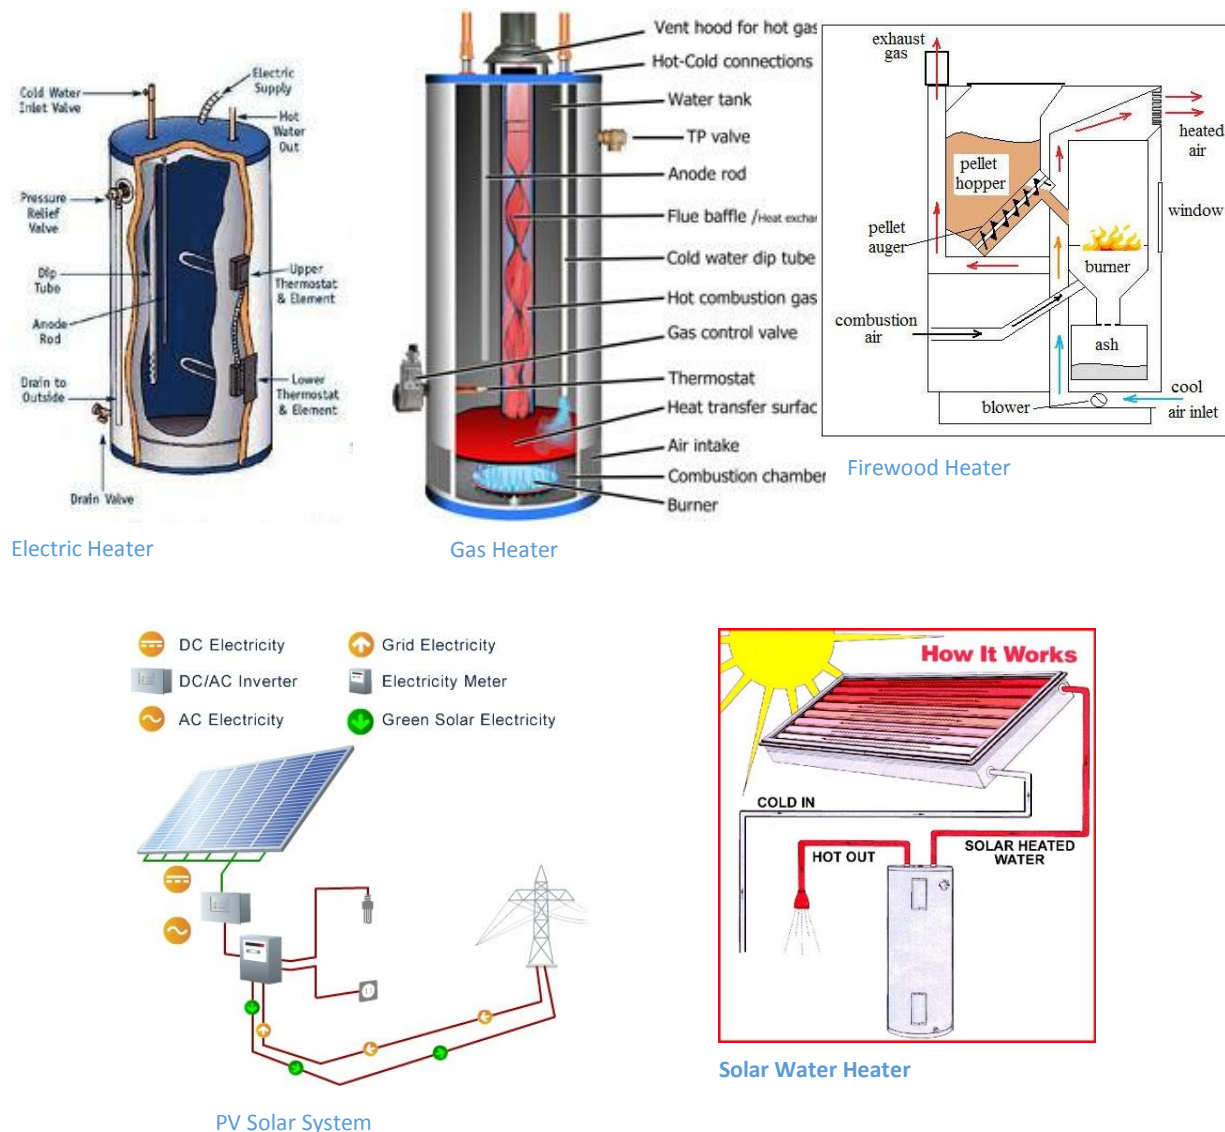 Electric
Supply
Cold Water
Inlet Valve
Hot
Water
Out
Pressure
Relief
Valve
Dip
Tube
Anode
Rod
Drain to
Outside
Drain Valve
Upper
Thermostat
& Element
Lower
Thermostat
& Element
Electric Heater
Vent hood for hot gas
Hot-Cold connections
Water tank
TP valve
Anode rod
Flue baffle /Heat exchan
Cold water dip tube
Hot combustion gas
Gas control valve
Thermostat
Heat transfer surfac
Air intake
Combustion chamber
Burner
Gas Heater
exhaust
gas
heated
air
pellet
hopper
pellet
auger
window
burner
combustion
air
ash
cool
air inlet
blower
Firewood Heater
DC Electricity
Grid Electricity
DC/AC Inverter
Electricity Meter
AC Electricity
Green Solar Electricity
PV Solar System
How It Works
COLD IN
HOT OUT
SOLAR HEATED
WATER
Solar Water Heater